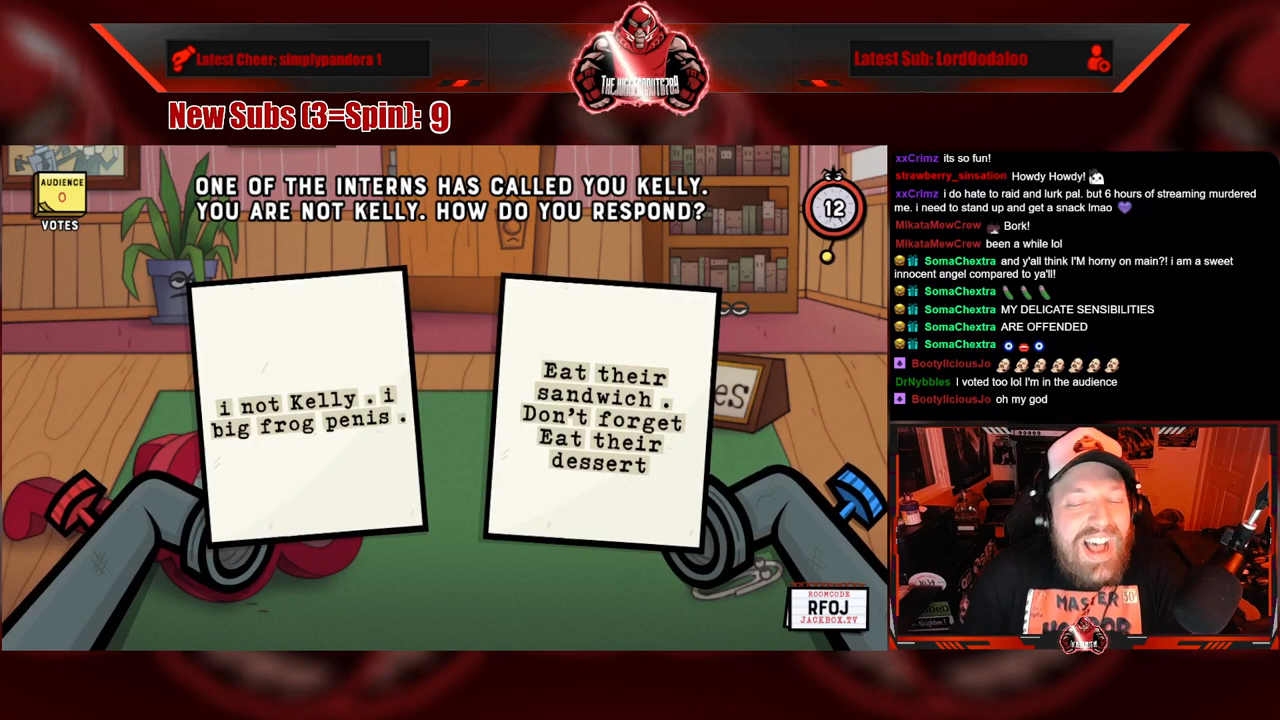 Latest Cheer: simplypandora 1
THEJUGGERNAUT6789
Latest Sub: LordOodaloo
New Subs (3=Spin): 9
AUDIENCE
0
VOTES
ONE OF THE INTERNS HAS CALLED YOU KELLY.
YOU ARE NOT KELLY. HOW DO YOU RESPOND?
12
i not Kelly . i
big frog penis .
Eat their
sandwich .
Don't forget
Eat their
dessert
ROOMCODE
RFOJ
JACKBOX.TV
xxCrimz its so fun!
strawberry_sinsation Howdy Howdy!
xxCrimz i do hate to raid and lurk pal. but 6 hours of streaming murdered
me. i need to stand up and get a snack lmao
MikataMewCrew Bork!
MikataMewCrew been a while lol
SomaChextra and y'all think I'M horny on main?! i am a sweet
innocent angel compared to ya'll!
SomaChextra
SomaChextra MY DELICATE SENSIBILITIES
SomaChextra ARE OFFENDED
SomaChextra
BootylIciousJo
DrNybbles I voted too lol I'm in the audience
BootylIciousJo oh my god
MASTER